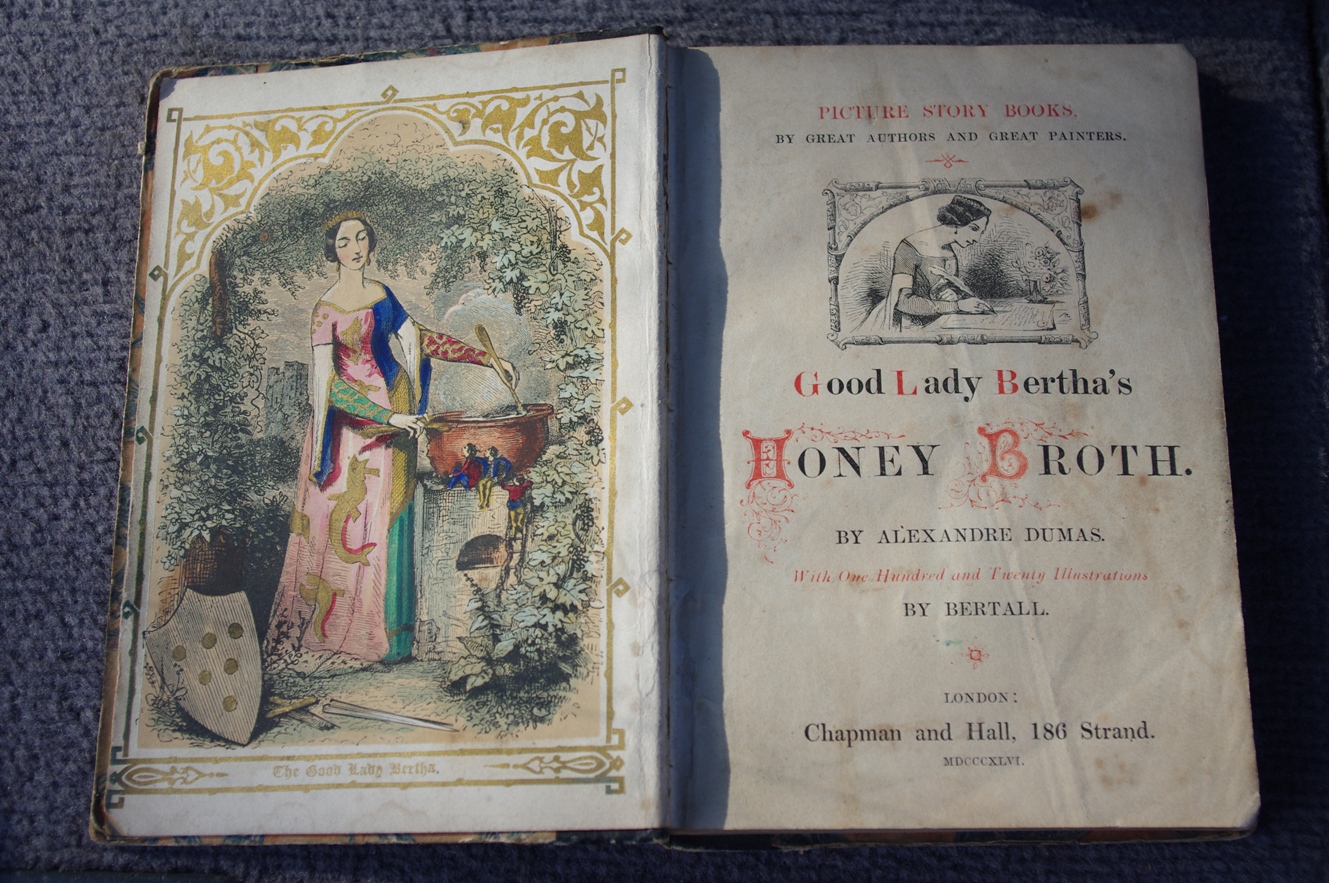 The Good Lady Bertha.
PICTURE STORY BOOKS.
BY GREAT AUTHORS AND GREAT PAINTERS.
Good Lady Bertha's
HONEY BROTH.
BY ALEXANDRE DUMAS.
With One Hundred and Twenty Illustrations
BY BERTALL.
LONDON:
Chapman and Hall, 186 Strand.
MDCCCXLVI.